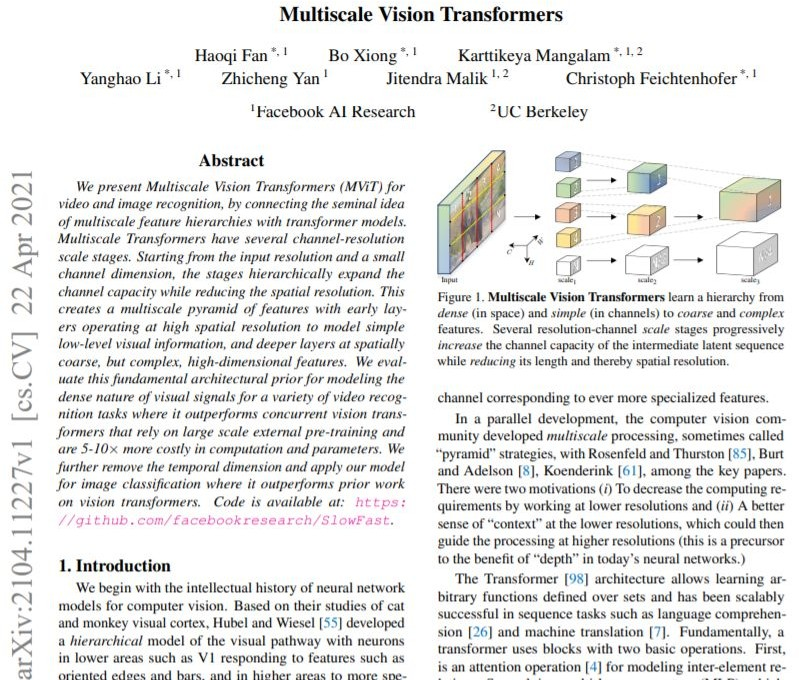 Multiscale Vision Transformers
Haoqi Fan *, 1 Bo Xiong *, 1 Karttikeya Mangalam *, 1, 2
Yanghao Li *, 1 Zhicheng Yan 1 Jitendra Malik 1, 2 Christoph Feichtenhofer *, 1
1Facebook AI Research 2UC Berkeley
arXiv:2104.11227v1 [cs.CV] 22 Apr 2021
Abstract
We present Multiscale Vision Transformers (MViT) for
video and image recognition, by connecting the seminal idea
of multiscale feature hierarchies with transformer models.
Multiscale Transformers have several channel-resolution
scale stages. Starting from the input resolution and a small
channel dimension, the stages hierarchically expand the
channel capacity while reducing the spatial resolution. This
creates a multiscale pyramid of features with early lay-
ers operating at high spatial resolution to model simple
low-level visual information, and deeper layers at spatially
coarse, but complex, high-dimensional features. We eval-
uate this fundamental architectural prior for modeling the
dense nature of visual signals for a variety of video recog-
nition tasks where it outperforms concurrent vision trans-
formers that rely on large scale external pre-training and
are 5-10× more costly in computation and parameters. We
further remove the temporal dimension and apply our model
for image classification where it outperforms prior work
on vision transformers. Code is available at: https:
//github.com/facebookresearch/SlowFast.
1. Introduction
We begin with the intellectual history of neural network
models for computer vision. Based on their studies of cat
and monkey visual cortex, Hubel and Wiesel [55] developed
a hierarchical model of the visual pathway with neurons
in lower areas such as V1 responding to features such as
oriented edges and bars, and in higher areas to more spe-
Input scale1 scale2 scale3
C W H
Figure 1. Multiscale Vision Transformers learn a hierarchy from
dense (in space) and simple (in channels) to coarse and complex
features. Several resolution-channel scale stages progressively
increase the channel capacity of the intermediate latent sequence
while reducing its length and thereby spatial resolution.
channel corresponding to ever more specialized features.
In a parallel development, the computer vision com-
munity developed multiscale processing, sometimes called
“pyramid” strategies, with Rosenfeld and Thurston [85], Burt
and Adelson [8], Koenderink [61], among the key papers.
There were two motivations (i) To decrease the computing re-
quirements by working at lower resolutions and (ii) A better
sense of “context” at the lower resolutions, which could then
guide the processing at higher resolutions (this is a precursor
to the benefit of “depth” in today’s neural networks.)
The Transformer [98] architecture allows learning ar-
bitrary functions defined over sets and has been scalably
successful in sequence tasks such as language comprehen-
sion [26] and machine translation [7]. Fundamentally, a
transformer uses blocks with two basic operations. First,
is an attention operation [4] for modeling inter-element re-